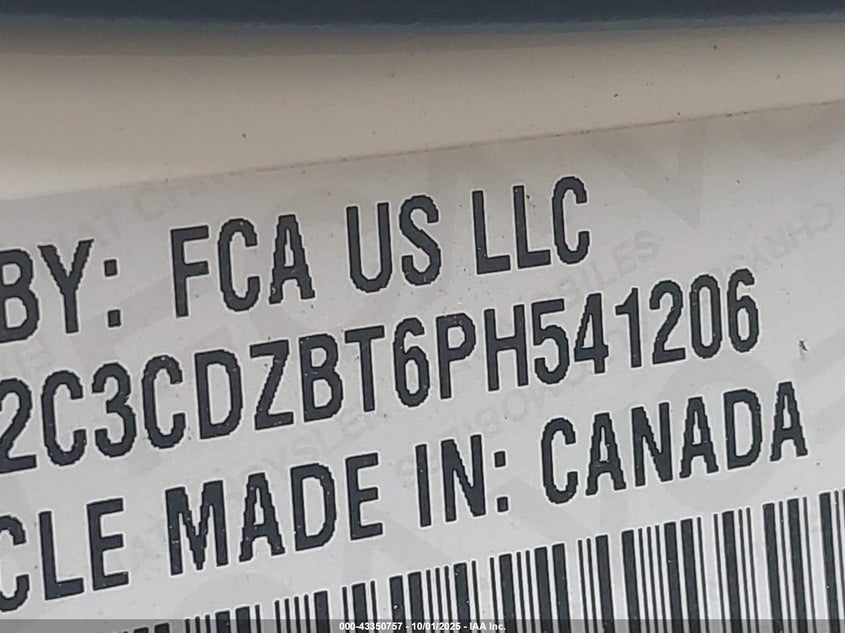 BY: FCA US LLC
2C3CDZBT6PH541206
CLE MADE IN: CANADA
000-43350757 - 10/01/2025 - IAA Inc.